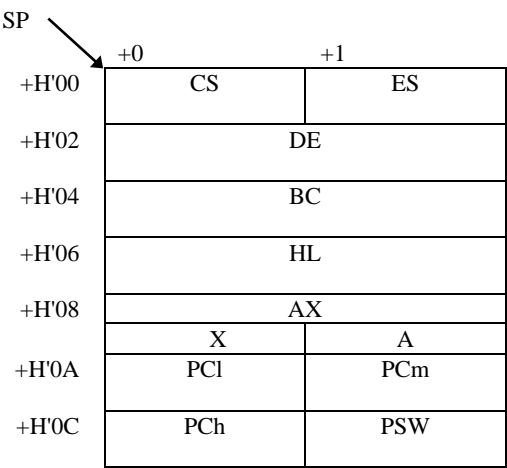 SP
+0 +1
+H'00 CS ES
+H'02 DE
+H'04 BC
+H'06 HL
+H'08 AX
X A
+H'0A PCl PCm
+H'0C PCh PSW